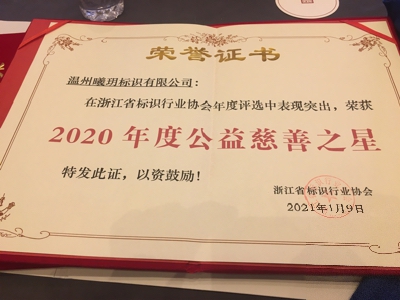 荣誉证书
温州曦玥标识有限公司：
在浙江省标识行业协会年度评选中表现突出，荣获
2020年度公益慈善之星
特发此证，以资鼓励！
浙江省标识行业协会
2021年1月9日